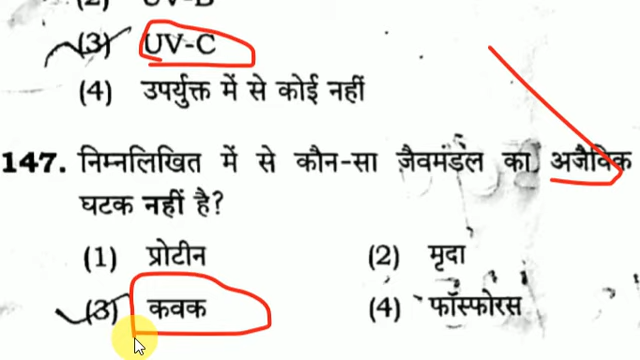 (3) UV-C
(4) उपर्युक्त में से कोई नहीं
147. निम्नलिखित में से कौन-सा जैवमंडल का अजैविक
घटक नहीं है?
(1) प्रोटीन (2) मृदा
(3) कवक (4) फॉस्फोरस